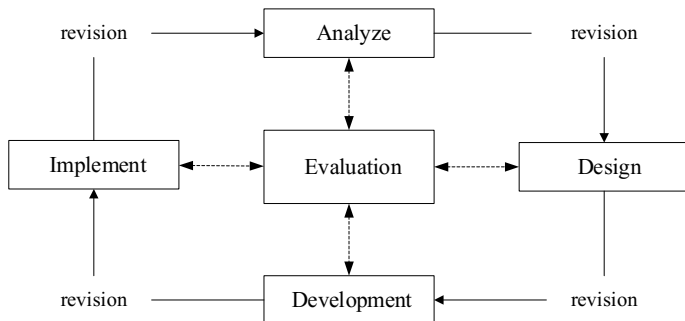 revision
Analyze
revision
Implement
Evaluation
Design
revision
Development
revision